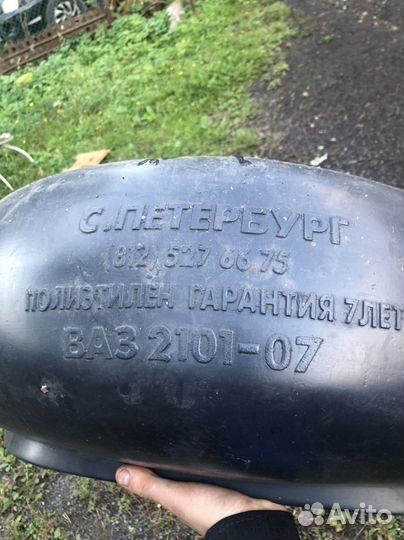 С.ПЕТЕРБУРГ
(812) 527 66 75
ПОЛИЭТИЛЕН ГАРАНТИЯ 7ЛЕТ
ВАЗ 2101-07
Avito